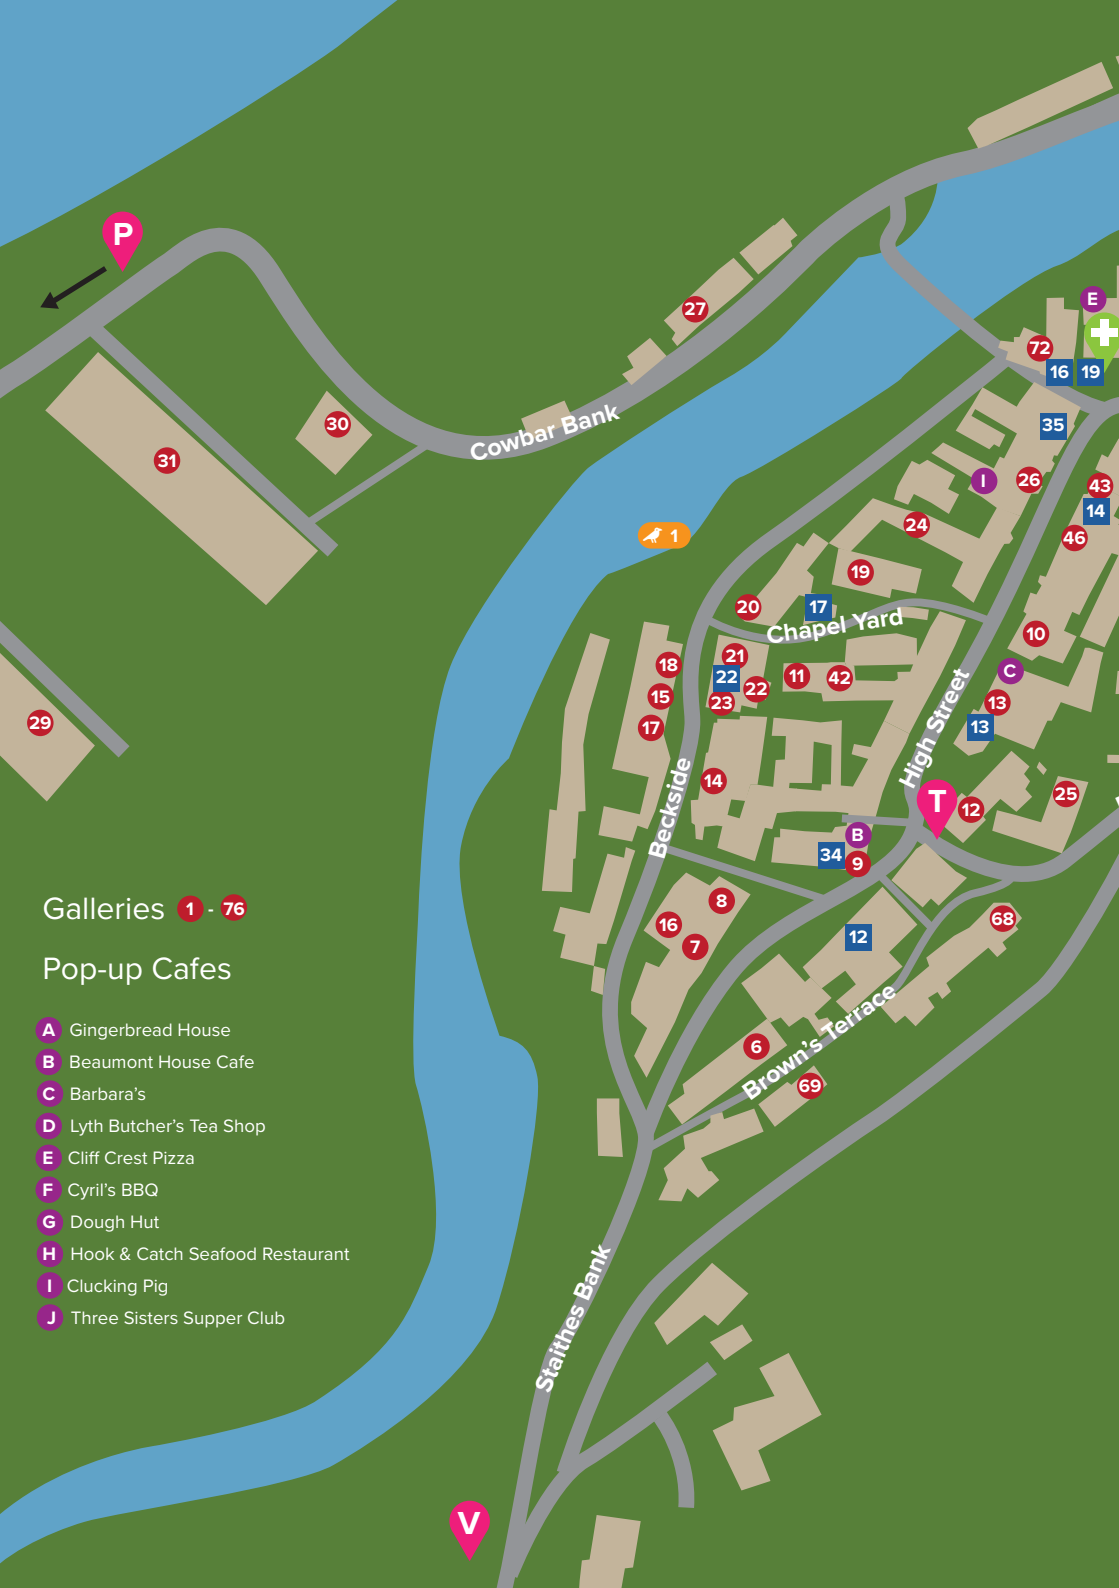 P
E
27
72
16 19
35
30
Cowbar Bank
31
I
26
43
14
24
46
1
19
20
17
Chapel Yard
10
18
21
22
22
11
42
C
15
23
13
17
13
High Street
29
14
T
12
25
Beckside
B
34
9
8
16
7
12
68
Galleries 1 - 76
Pop-up Cafes
A Gingerbread House
B Beaumont House Cafe
C Barbara's
D Lyth Butcher's Tea Shop
E Cliff Crest Pizza
F Cyril's BBQ
G Dough Hut
H Hook & Catch Seafood Restaurant
I Clucking Pig
J Three Sisters Supper Club
6
Brown's Terrace
69
Staithes Bank
V